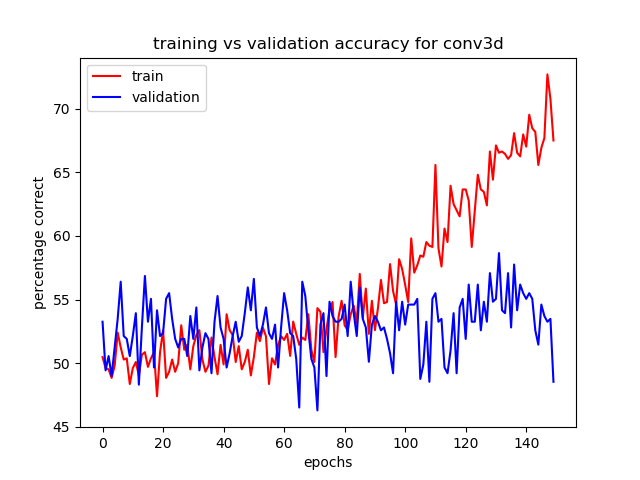 training vs validation accuracy for conv3d
train
validation
percentage correct
70
65
60
55
50
45
0 20 40 60 80 100 120 140
epochs